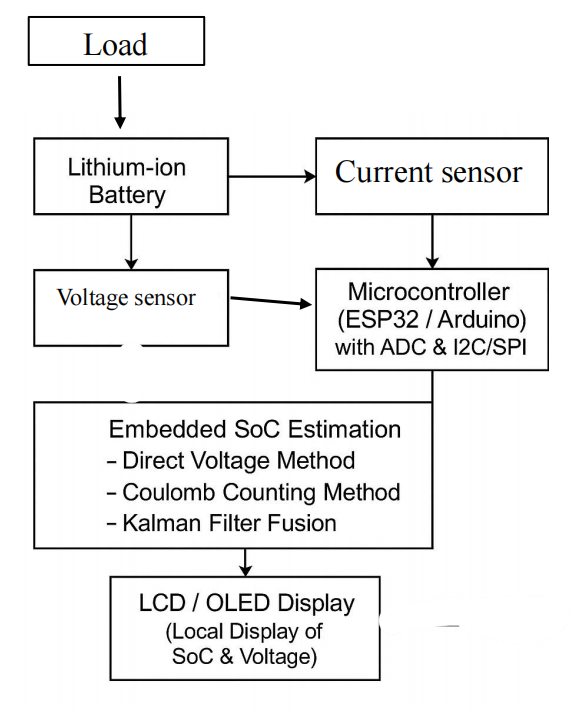 Load
Lithium-ion
Battery
Current sensor
Voltage sensor
Microcontroller
(ESP32 / Arduino)
with ADC & I2C/SPI
Embedded SoC Estimation
– Direct Voltage Method
– Coulomb Counting Method
– Kalman Filter Fusion
LCD / OLED Display
(Local Display of
SoC & Voltage)